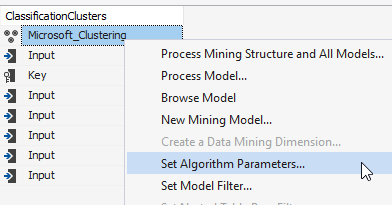 ClassificationClusters
Microsoft_Clustering
Input
Key
Input
Input
Input
Input
Input
Process Mining Structure and All Models...
Process Model...
Browse Model
New Mining Model...
Create a Data Mining Dimension...
Set Algorithm Parameters...
Set Model Filter...